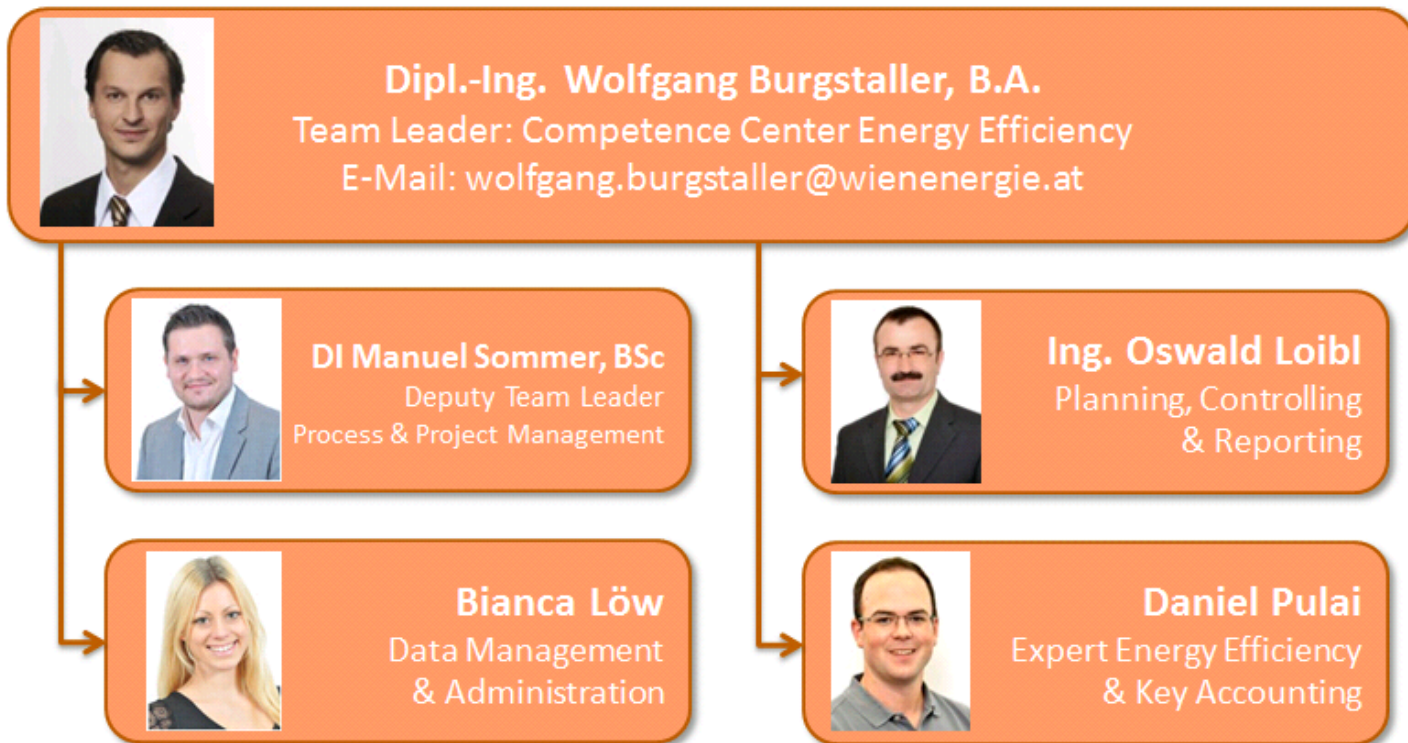 Dipl.-Ing. Wolfgang Burgstaller, B.A.
Team Leader: Competence Center Energy Efficiency
E-Mail: wolfgang.burgstaller@wienenergie.at
DI Manuel Sommer, BSc
Deputy Team Leader
Process & Project Management
Ing. Oswald Loibl
Planning, Controlling
& Reporting
Bianca Löw
Data Management
& Administration
Daniel Pulai
Expert Energy Efficiency
& Key Accounting